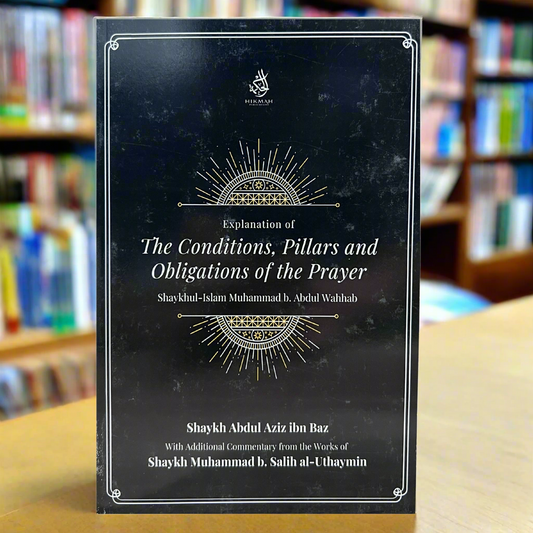 الحكمة
HIKMAH
Explanation of
The Conditions, Pillars and
Obligations of the Prayer
Shaykhul-Islam Muhammad b. Abdul Wahhab
Shaykh Abdul Aziz ibn Baz
With Additional Commentary from the Works of
Shaykh Muhammad b. Salih al-Uthaymin